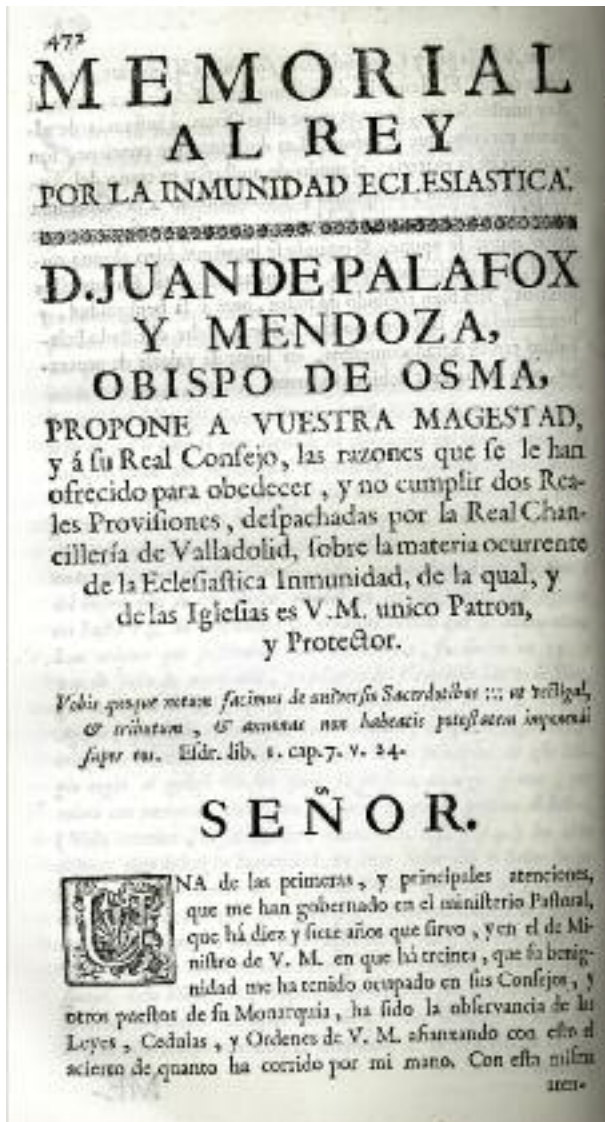 477
MEMORIAL
AL REY
POR LA INMUNIDAD ECLESIASTICA.
D. JUAN DE PALAFOX
Y MENDOZA,
OBISPO DE OSMA,
PROPONE A VUESTRA MAGESTAD,
y á ſu Real Conſejo, las razones que ſe le han
ofrecido para obedecer, y no cumplir dos Rea-
les Proviſiones, deſpachadas por la Real Chan-
cillería de Valladolid, ſobre la materia ocurrente
de la Eclefiaſtica Inmunidad, de la qual, y
de las Igleſias es V.M. unico Patron,
y Protector.
Vobis quoque notum facimus de univerſis Sacerdotibus ::: ut vectigal,
& tributum, & annonas non habeatis poteſtatem imponendi
ſuper eos. Eſdr. lib. 1. cap. 7. v. 24.
SEÑOR.
UNA de las primeras, y principales atenciones,
que me han gobernado en el miniſterio Paſtoral,
que há diez y ſiete años que ſirvo, y en el de Mi-
niſtro de V. M. en que há treinta, que ſu benig-
nidad me ha tenido ocupado en ſus Conſejos, y
otros pueſtos de ſu Monarquia, ha ſido la obſervancia de las
Leyes, Cedulas, y Ordenes de V. M. afianzando con eſto el
acierto de quanto ha corrido por mi mano. Con eſta miſma
aten-